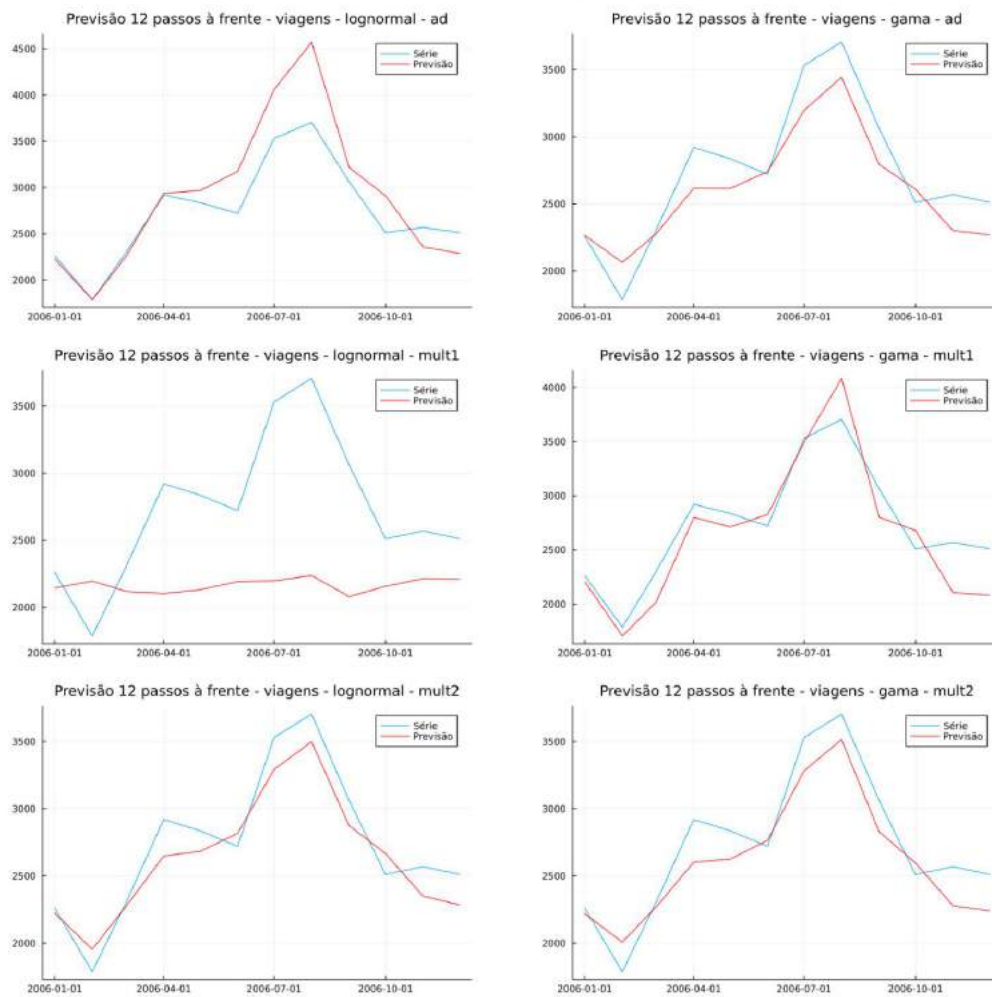 Previsão 12 passos à frente - viagens - lognormal - ad
Série
Previsão
4500
4000
3500
3000
2500
2000
2006-01-01 2006-04-01 2006-07-01 2006-10-01
Previsão 12 passos à frente - viagens - gama - ad
Série
Previsão
3500
3000
2500
2000
2006-01-01 2006-04-01 2006-07-01 2006-10-01
Previsão 12 passos à frente - viagens - lognormal - mult1
Série
Previsão
3500
3000
2500
2000
2006-01-01 2006-04-01 2006-07-01 2006-10-01
Previsão 12 passos à frente - viagens - gama - mult1
Série
Previsão
4000
3500
3000
2500
2000
2006-01-01 2006-04-01 2006-07-01 2006-10-01
Previsão 12 passos à frente - viagens - lognormal - mult2
Série
Previsão
3500
3000
2500
2000
2006-01-01 2006-04-01 2006-07-01 2006-10-01
Previsão 12 passos à frente - viagens - gama - mult2
Série
Previsão
3500
3000
2500
2000
2006-01-01 2006-04-01 2006-07-01 2006-10-01